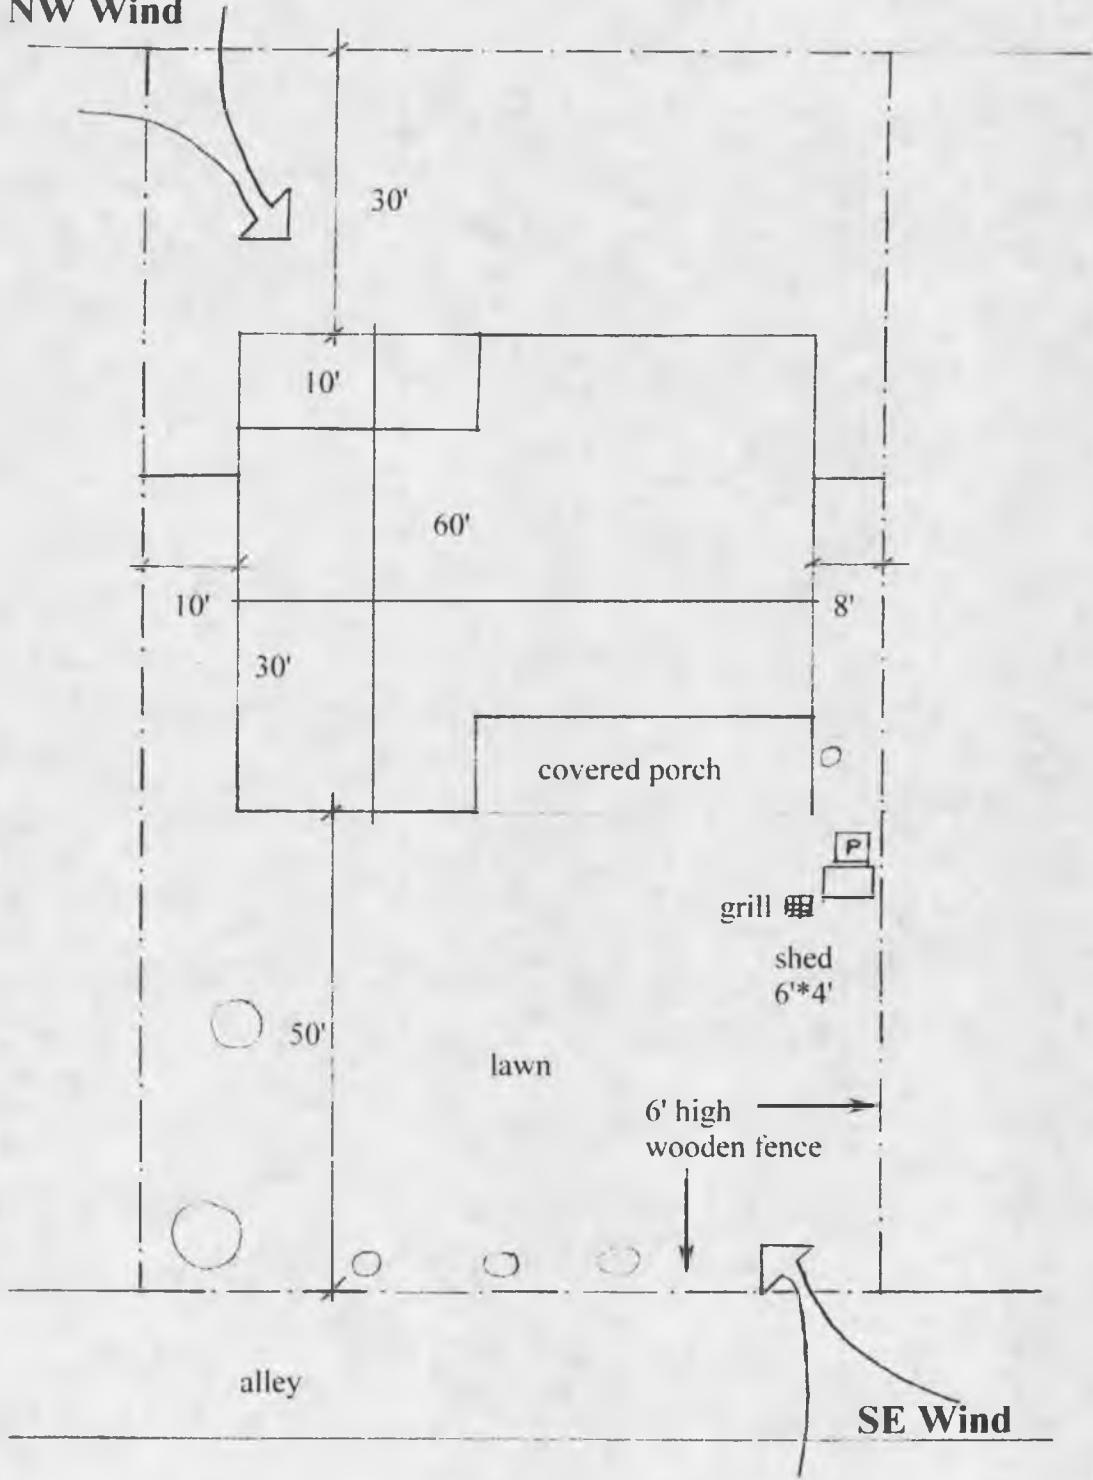 NW Wind
30'
10'
60'
10'
8'
30'
covered porch
P
grill
shed
6'*4'
50'
lawn
6' high
wooden fence
alley
SE Wind